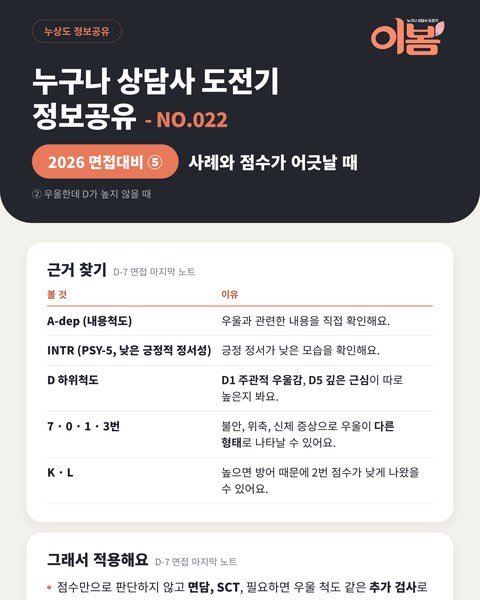 누상도 정보공유
누구나 상담사 도전기
이봄
누구나 상담사 도전기
정보공유 - NO.022
2026 면접대비 ⑤ 사례와 점수가 어긋날 때
② 우울한데 D가 높지 않을 때
근거 찾기 D-7 면접 마지막 노트
볼 것 이유
A-dep (내용척도) 우울과 관련한 내용을 직접 확인해요.
INTR (PSY-5, 낮은 긍정적 정서성) 긍정 정서가 낮은 모습을 확인해요.
D 하위척도 D1 주관적 우울감, D5 깊은 근심이 따로
높은지 봐요.
7 · 0 · 1 · 3번 불안, 위축, 신체 증상으로 우울이 다른
형태로 나타날 수 있어요.
K · L 높으면 방어 때문에 2번 점수가 낮게 나왔을
수 있어요.
그래서 적용해요 D-7 면접 마지막 노트
• 점수만으로 판단하지 않고 면담, SCT, 필요하면 우울 척도 같은 추가 검사로